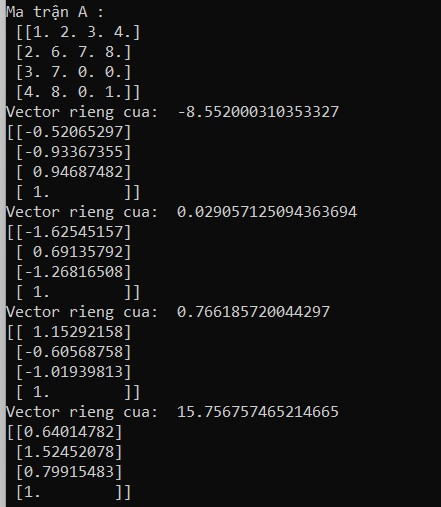 Ma trận A :
[[1. 2. 3. 4.]
[2. 6. 7. 8.]
[3. 7. 0. 0.]
[4. 8. 0. 1.]]
Vector rieng cua:  -8.552000310353327
[[-0.52065297]
[-0.93367355]
[ 0.94687482]
[ 1.        ]]
Vector rieng cua:  0.029057125094363694
[[-1.62545157]
[ 0.69135792]
[-1.26816508]
[ 1.        ]]
Vector rieng cua:  0.766185720044297
[[ 1.15292158]
[-0.60568758]
[-1.01939813]
[ 1.        ]]
Vector rieng cua:  15.756757465214665
[[0.64014782]
[1.52452078]
[0.79915483]
[1.        ]]